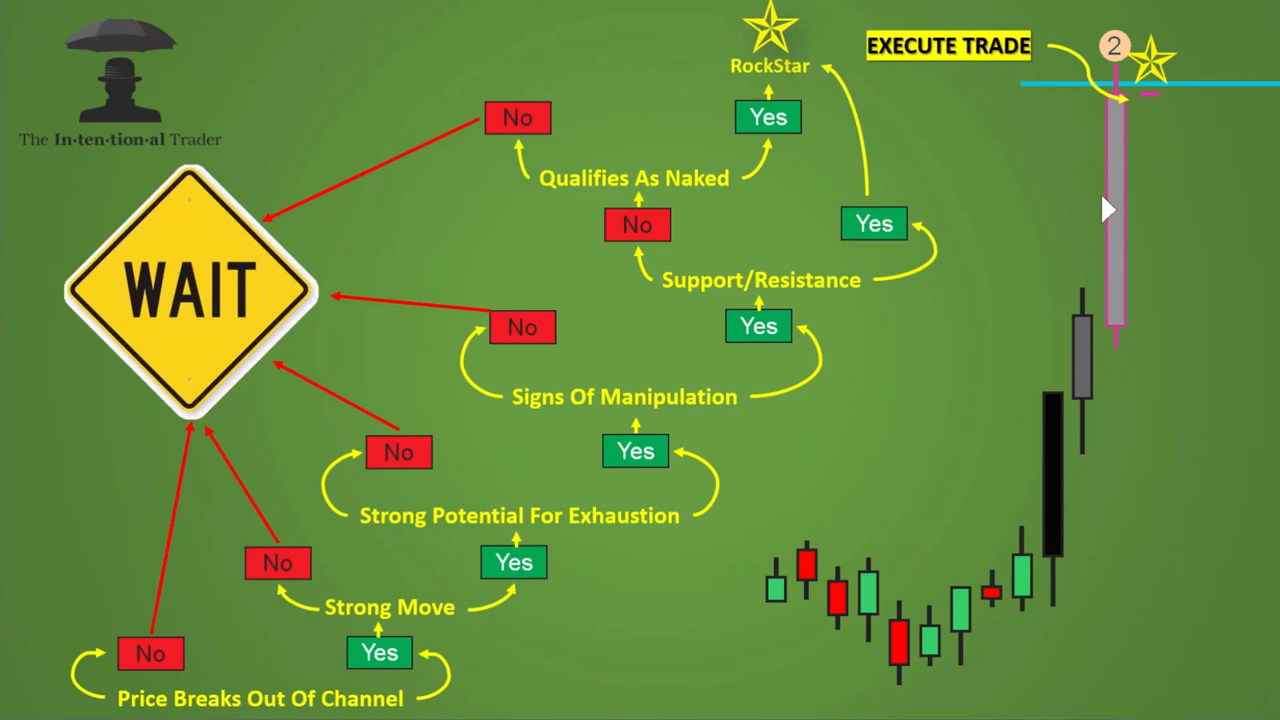 RockStar
EXECUTE TRADE
2
The In·ten·tion·al Trader
No
Yes
Qualifies As Naked
No
Yes
WAIT
Support/Resistance
No
Yes
Signs Of Manipulation
No
Yes
Strong Potential For Exhaustion
No
Yes
Strong Move
No
Yes
Price Breaks Out Of Channel